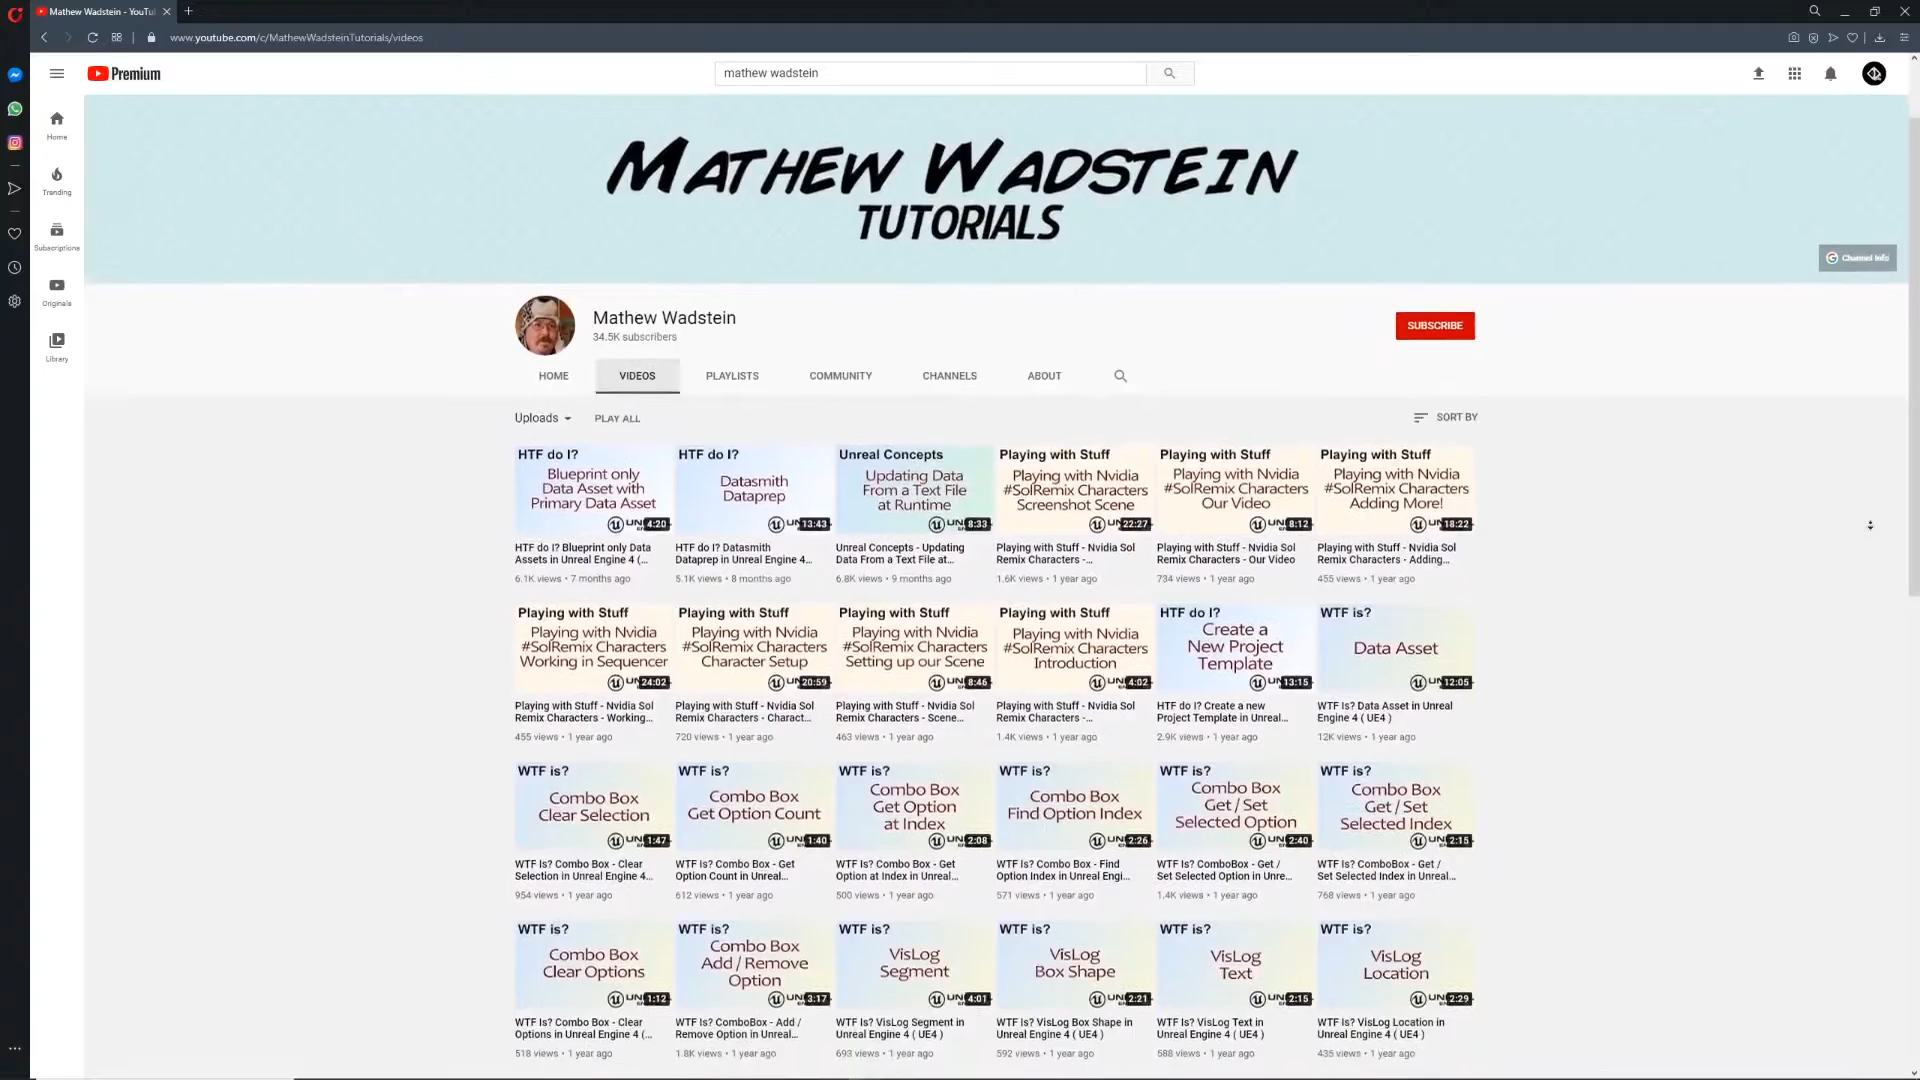 Mathew Wadstein - YouTu
www.youtube.com/c/MathewWadsteinTutorials/videos
Premium
mathew wadstein
Home
Trending
Subscriptions
Originals
Library
MATHEW WADSTEIN
TUTORIALS
Channel Info
Mathew Wadstein
34.5K subscribers
SUBSCRIBE
HOME VIDEOS PLAYLISTS COMMUNITY CHANNELS ABOUT
Uploads PLAY ALL SORT BY
HTF do I?
Blueprint only
Data Asset with
Primary Data Asset
4:20
HTF do I? Blueprint only Data
Assets in Unreal Engine 4 (...
6.1K views • 7 months ago
HTF do I?
Datasmith
Dataprep
13:43
HTF do I? Datasmith
Dataprep in Unreal Engine 4...
5.1K views • 8 months ago
Unreal Concepts
Updating Data
From a Text File
at Runtime
8:33
Unreal Concepts - Updating
Data From a Text File at...
6.8K views • 9 months ago
Playing with Stuff
Playing with Nvidia
#SolRemix Characters
Screenshot Scene
22:27
Playing with Stuff - Nvidia Sol
Remix Characters -...
1.6K views • 1 year ago
Playing with Stuff
Playing with Nvidia
#SolRemix Characters
Our Video
8:12
Playing with Stuff - Nvidia Sol
Remix Characters - Our Video
734 views • 1 year ago
Playing with Stuff
Playing with Nvidia
#SolRemix Characters
Adding More!
18:22
Playing with Stuff - Nvidia Sol
Remix Characters - Adding...
455 views • 1 year ago
Playing with Stuff
Playing with Nvidia
#SolRemix Characters
Working in Sequencer
24:02
Playing with Stuff - Nvidia Sol
Remix Characters - Working...
455 views • 1 year ago
Playing with Stuff
Playing with Nvidia
#SolRemix Characters
Character Setup
20:59
Playing with Stuff - Nvidia Sol
Remix Characters - Charact...
720 views • 1 year ago
Playing with Stuff
Playing with Nvidia
#SolRemix Characters
Setting up our Scene
8:46
Playing with Stuff - Nvidia Sol
Remix Characters - Scene...
463 views • 1 year ago
Playing with Stuff
Playing with Nvidia
#SolRemix Characters
Introduction
4:02
Playing with Stuff - Nvidia Sol
Remix Characters -...
1.4K views • 1 year ago
HTF do I?
Create a
New Project
Template
13:15
HTF do I? Create a new
Project Template in Unreal...
2.9K views • 1 year ago
WTF is?
Data Asset
12:05
WTF Is? Data Asset in Unreal
Engine 4 ( UE4 )
12K views • 1 year ago
WTF is?
Combo Box
Clear Selection
1:47
WTF Is? Combo Box - Clear
Selection in Unreal Engine 4...
954 views • 1 year ago
WTF is?
Combo Box
Get Option Count
1:40
WTF Is? Combo Box - Get
Option Count in Unreal...
612 views • 1 year ago
WTF is?
Combo Box
Get Option
at Index
2:08
WTF Is? Combo Box - Get
Option at Index in Unreal...
500 views • 1 year ago
WTF is?
Combo Box
Find Option Index
2:26
WTF Is? Combo Box - Find
Option Index in Unreal Engi...
571 views • 1 year ago
WTF is?
Combo Box
Get / Set
Selected Option
2:40
WTF Is? ComboBox - Get /
Set Selected Option in Unre...
1.4K views • 1 year ago
WTF is?
Combo Box
Get / Set
Selected Index
2:15
WTF Is? ComboBox - Get /
Set Selected Index in Unreal...
768 views • 1 year ago
WTF is?
Combo Box
Clear Options
1:12
WTF Is? Combo Box - Clear
Options in Unreal Engine 4 (...
518 views • 1 year ago
WTF is?
Combo Box
Add / Remove
Option
3:17
WTF Is? ComboBox - Add /
Remove Option in Unreal...
1.8K views • 1 year ago
WTF is?
VisLog
Segment
4:01
WTF Is? VisLog Segment in
Unreal Engine 4 ( UE4 )
693 views • 1 year ago
WTF is?
VisLog
Box Shape
2:21
WTF Is? VisLog Box Shape in
Unreal Engine 4 ( UE4 )
592 views • 1 year ago
WTF is?
VisLog
Text
2:15
WTF Is? VisLog Text in
Unreal Engine 4 ( UE4 )
588 views • 1 year ago
WTF is?
VisLog
Location
2:29
WTF Is? VisLog Location in
Unreal Engine 4 ( UE4 )
435 views • 1 year ago